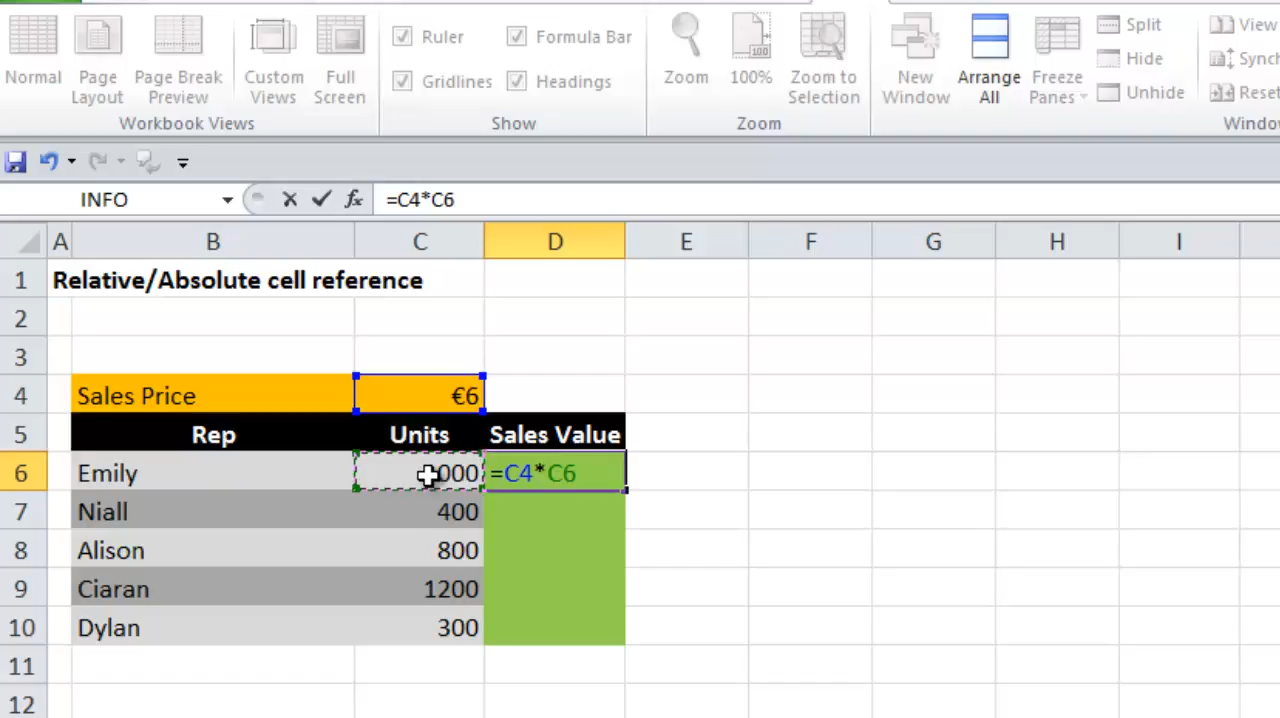 Normal
Page Layout
Page Break Preview
Custom Views
Full Screen
Workbook Views
Ruler
Formula Bar
Gridlines
Headings
Show
Zoom
100
100%
Zoom to Selection
Zoom
New Window
Arrange All
Freeze Panes
Split
Hide
Unhide
View
Synch
Reset
INFO
fx
=C4*C6
A B C D E F G H I
1 Relative/Absolute cell reference
2
3
4 Sales Price €6
5 Rep Units Sales Value
6 Emily =C4*C6
7 Niall 400
8 Alison 800
9 Ciaran 1200
10 Dylan 300
11
12